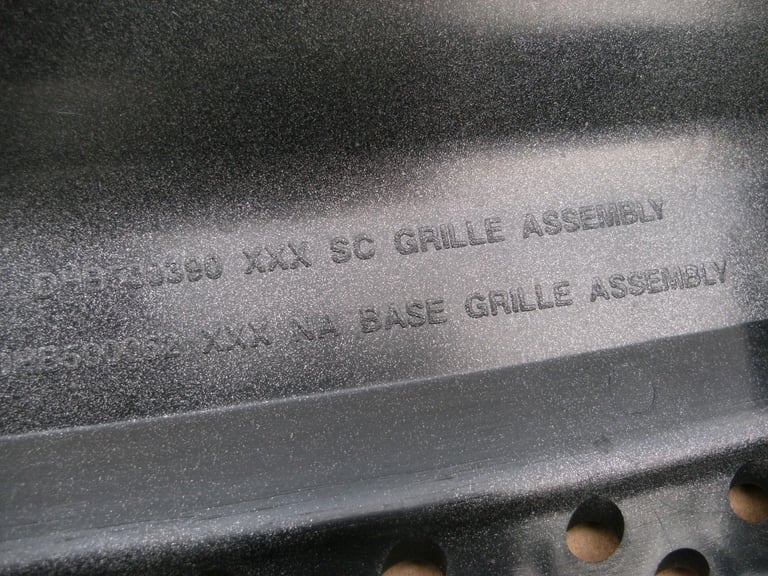 XXX SC GRILLE ASSEMBLY
XXX NA BASE GRILLE ASSEMBLY